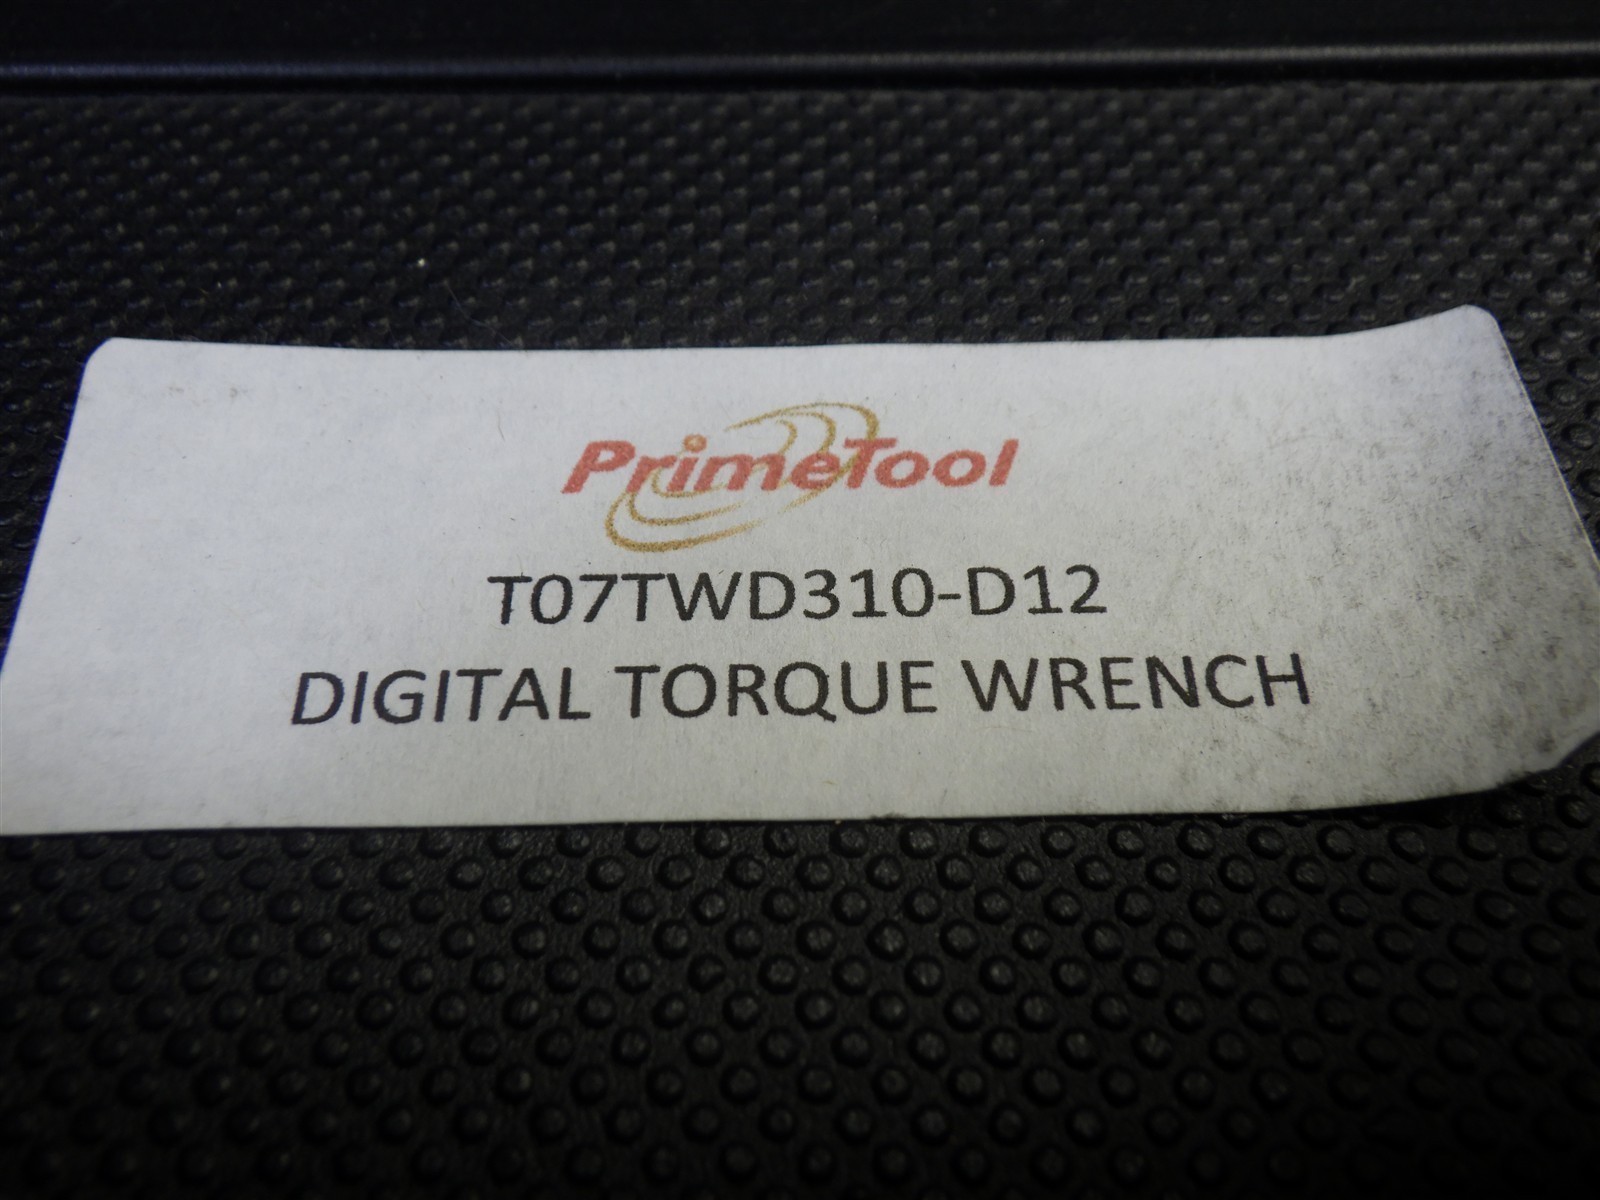 PrimeTool
T07TWD310-D12
DIGITAL TORQUE WRENCH